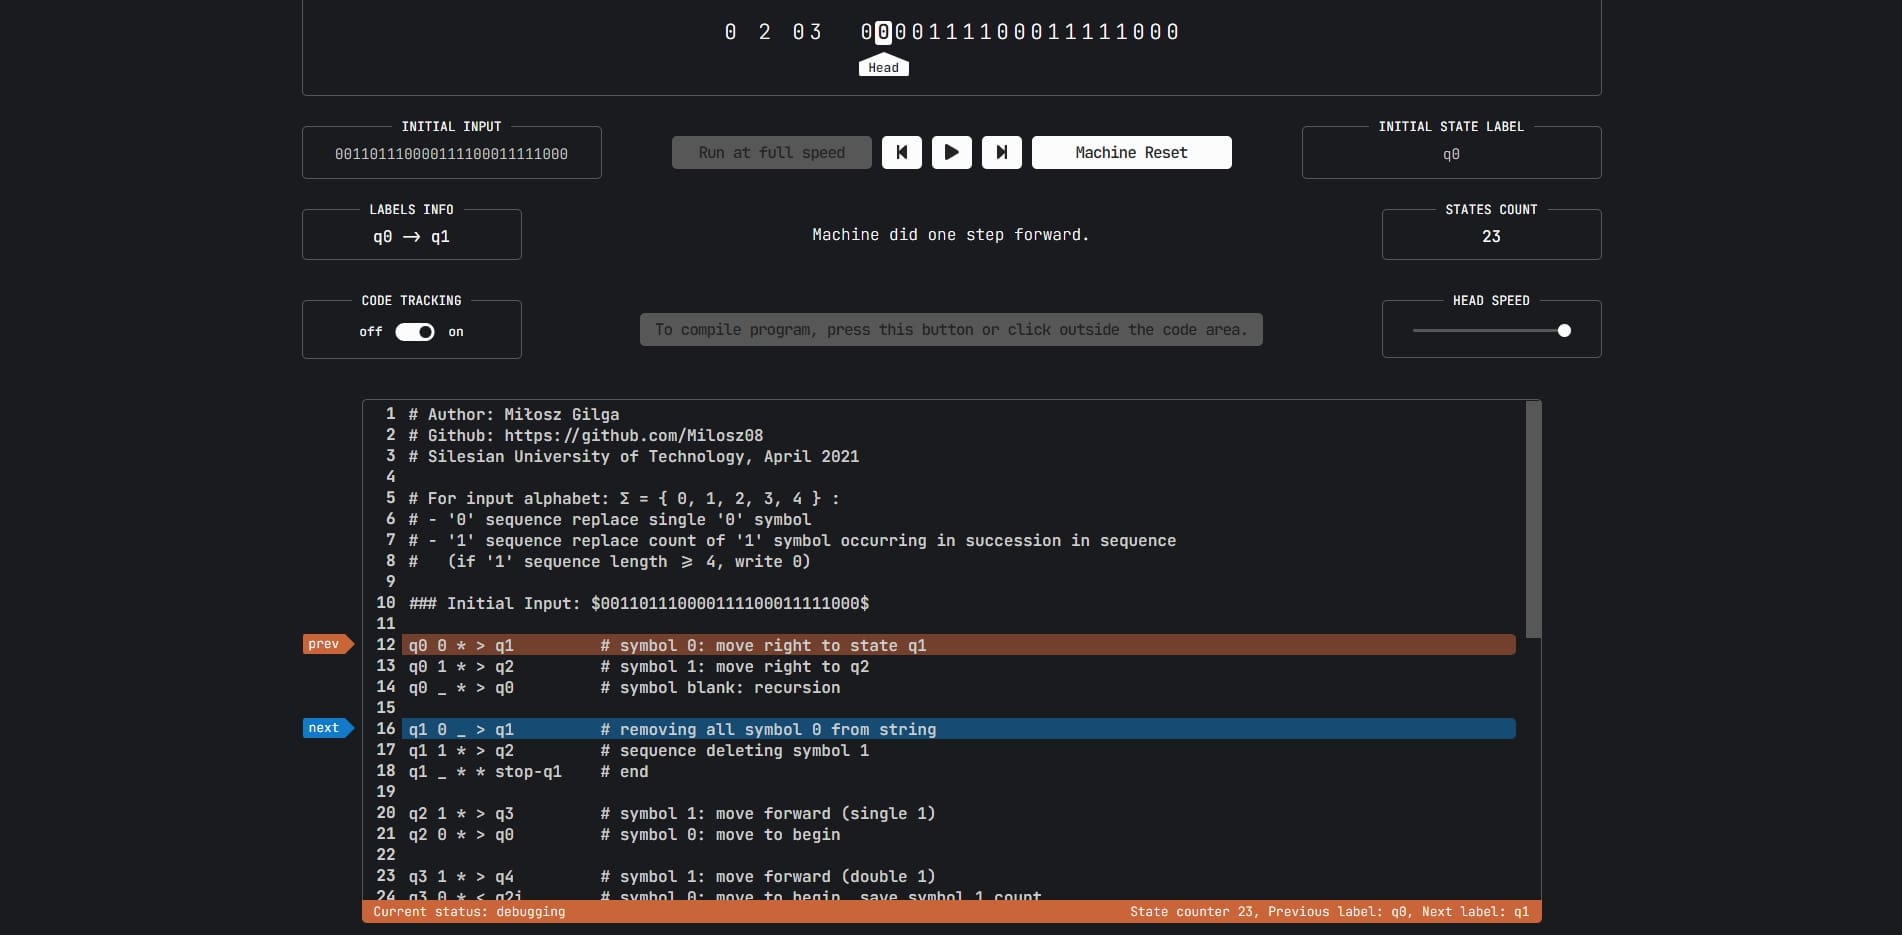 0 2 03 0000111100011111000
Head
INITIAL INPUT
001101110000111100011111000
Run at full speed
Machine Reset
INITIAL STATE LABEL
q0
LABELS INFO
q0 → q1
Machine did one step forward.
STATES COUNT
23
CODE TRACKING
off on
To compile program, press this button or click outside the code area.
HEAD SPEED
1 # Author: Miłosz Gilga
2 # Github: https://github.com/Milosz08
3 # Silesian University of Technology, April 2021
4
5 # For input alphabet: Σ = { 0, 1, 2, 3, 4 } :
6 # - '0' sequence replace single '0' symbol
7 # - '1' sequence replace count of '1' symbol occurring in succession in sequence
8 #   (if '1' sequence length ⩾ 4, write 0)
9
10 ### Initial Input: $001101110000111100011111000$
11
prev 12 q0 0 * > q1 # symbol 0: move right to state q1
13 q0 1 * > q2 # symbol 1: move right to q2
14 q0 _ * > q0 # symbol blank: recursion
15
next 16 q1 0 _ > q1 # removing all symbol 0 from string
17 q1 1 * > q2 # sequence deleting symbol 1
18 q1 _ * * stop-q1 # end
19
20 q2 1 * > q3 # symbol 1: move forward (single 1)
21 q2 0 * > q0 # symbol 0: move to begin
22
23 q3 1 * > q4 # symbol 1: move forward (double 1)
24 q3 0 * < q2i # symbol 0: move to begin, save symbol 1 count
Current status: debugging
State counter 23, Previous label: q0, Next label: q1